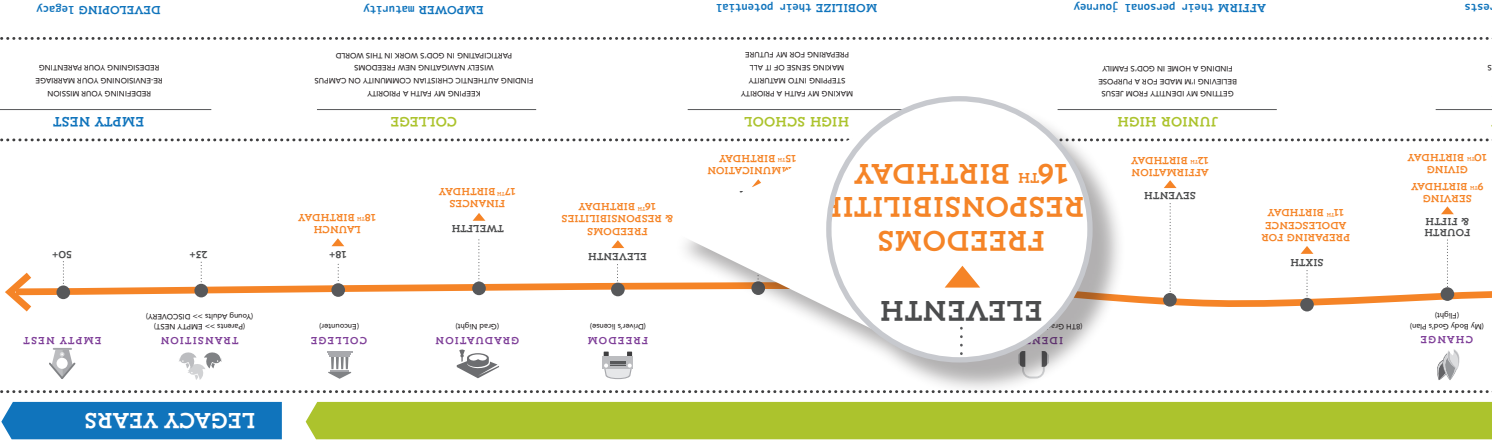 LEGACY YEARS
CHANGE
(My Body God's Plan)
(Flight)
(8TH Gra
FREEDOM
(Driver's license)
GRADUATION
(Grad Night)
COLLEGE
(Encounter)
TRANSITION
(Parents >> EMPTY NEST)
(Young Adults >> DISCOVERY)
EMPTY NEST
FOURTH
& FIFTH
SERVING
9TH BIRTHDAY
GIVING
10TH BIRTHDAY
SIXTH
PREPARING FOR
ADOLESCENCE
11TH BIRTHDAY
SEVENTH
AFFIRMATION
12TH BIRTHDAY
ELEVENTH
FREEDOMS
RESPONSIBILITI
16TH BIRTHDAY
MMUNICATION
15TH BIRTHDAY
ELEVENTH
FREEDOMS
& RESPONSIBILITIES
16TH BIRTHDAY
TWELFTH
FINANCES
17TH BIRTHDAY
18+
LAUNCH
18TH BIRTHDAY
23+
50+
JUNIOR HIGH
GETTING MY IDENTITY FROM JESUS
BELIEVING I'M MADE FOR A PURPOSE
FINDING A HOME IN GOD'S FAMILY
HIGH SCHOOL
MAKING MY FAITH A PRIORITY
STEPPING INTO MATURITY
MAKING SENSE OF IT ALL
PREPARING FOR MY FUTURE
COLLEGE
KEEPING MY FAITH A PRIORITY
FINDING AUTHENTIC CHRISTIAN COMMUNITY ON CAMPUS
WISELY NAVIGATING NEW FREEDOMS
PARTICIPATING IN GOD'S WORK IN THIS WORLD
EMPTY NEST
REDEFINING YOUR MISSION
RE-ENVISIONING YOUR MARRIAGE
REDESIGNING YOUR PARENTING
rests
AFFIRM their personal journey
MOBILIZE their potential
EMPOWER maturity
DEVELOPING legacy